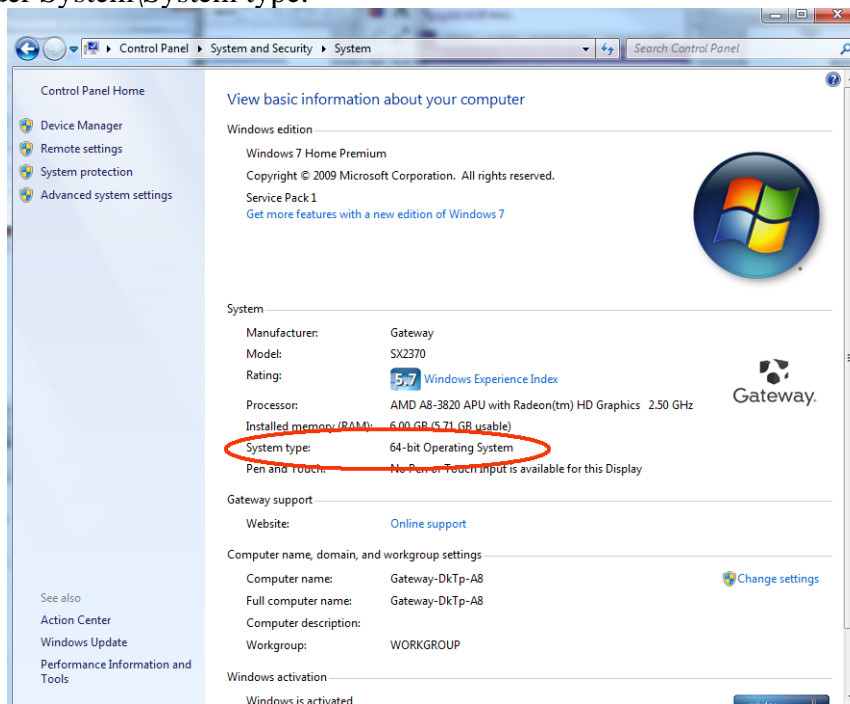 der System\System type.
Control Panel ▸ System and Security ▸ System
Search Control Panel
Control Panel Home
Device Manager
Remote settings
System protection
Advanced system settings
See also
Action Center
Windows Update
Performance Information and
Tools
View basic information about your computer
Windows edition
Windows 7 Home Premium
Copyright © 2009 Microsoft Corporation. All rights reserved.
Service Pack 1
Get more features with a new edition of Windows 7
System
Manufacturer: Gateway
Model: SX2370
Rating: 5.7 Windows Experience Index
Processor: AMD A8-3820 APU with Radeon(tm) HD Graphics 2.50 GHz
Installed memory (RAM): 6.00 GB (5.71 GB usable)
System type: 64-bit Operating System
Pen and Touch: No Pen or Touch Input is available for this Display
Gateway.
Gateway support
Website: Online support
Computer name, domain, and workgroup settings
Computer name: Gateway-DkTp-A8
Change settings
Full computer name: Gateway-DkTp-A8
Computer description:
Workgroup: WORKGROUP
Windows activation
Windows is activated